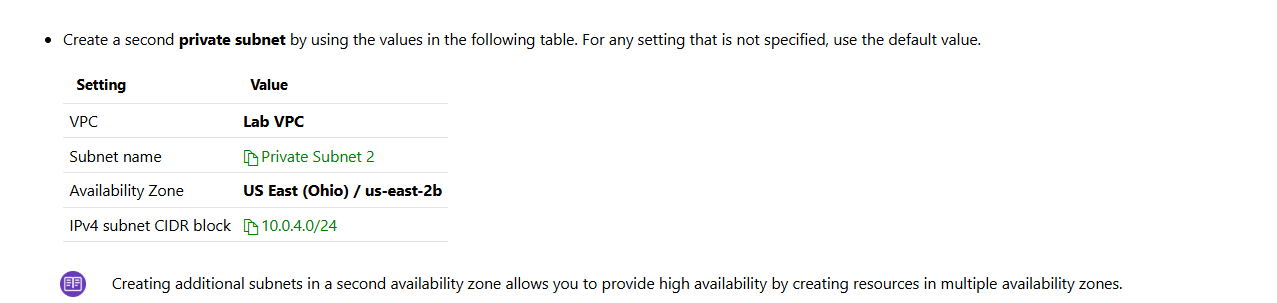 Create a second private subnet by using the values in the following table. For any setting that is not specified, use the default value.
Setting Value
VPC Lab VPC
Subnet name Private Subnet 2
Availability Zone US East (Ohio) / us-east-2b
IPv4 subnet CIDR block 10.0.4.0/24
Creating additional subnets in a second availability zone allows you to provide high availability by creating resources in multiple availability zones.